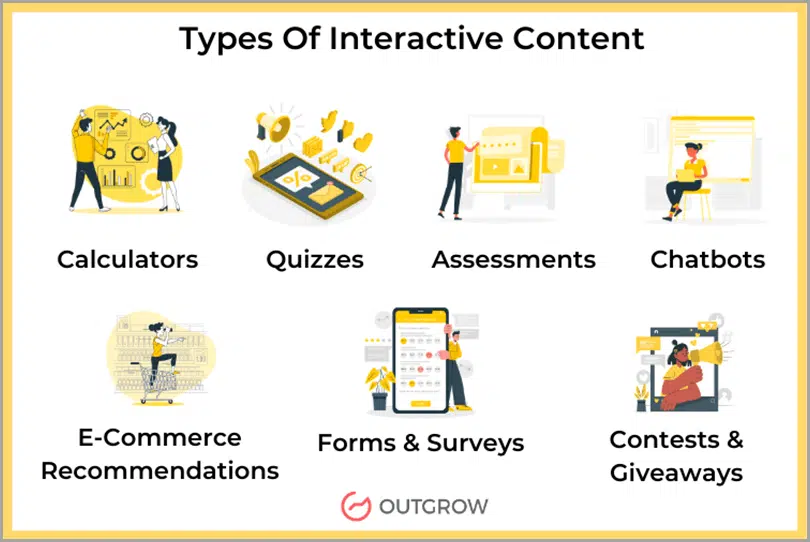 Types Of Interactive Content
Calculators
Quizzes
Assessments
Chatbots
E-Commerce
Recommendations
Forms & Surveys
Contests &
Giveaways
OUTGROW